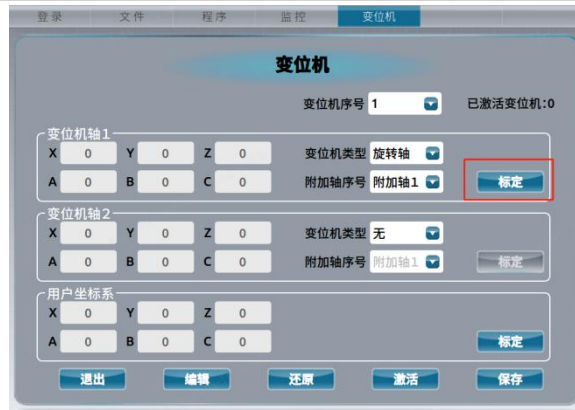 登录 文件 程序 监控 变位机
变位机
变位机序号 1 已激活变位机:0
变位机轴1
X 0 Y 0 Z 0 变位机类型 旋转轴
A 0 B 0 C 0 附加轴序号 附加轴1 标定
变位机轴2
X 0 Y 0 Z 0 变位机类型 无
A 0 B 0 C 0 附加轴序号 附加轴1 标定
用户坐标系
X 0 Y 0 Z 0
A 0 B 0 C 0 标定
退出 编辑 还原 激活 保存